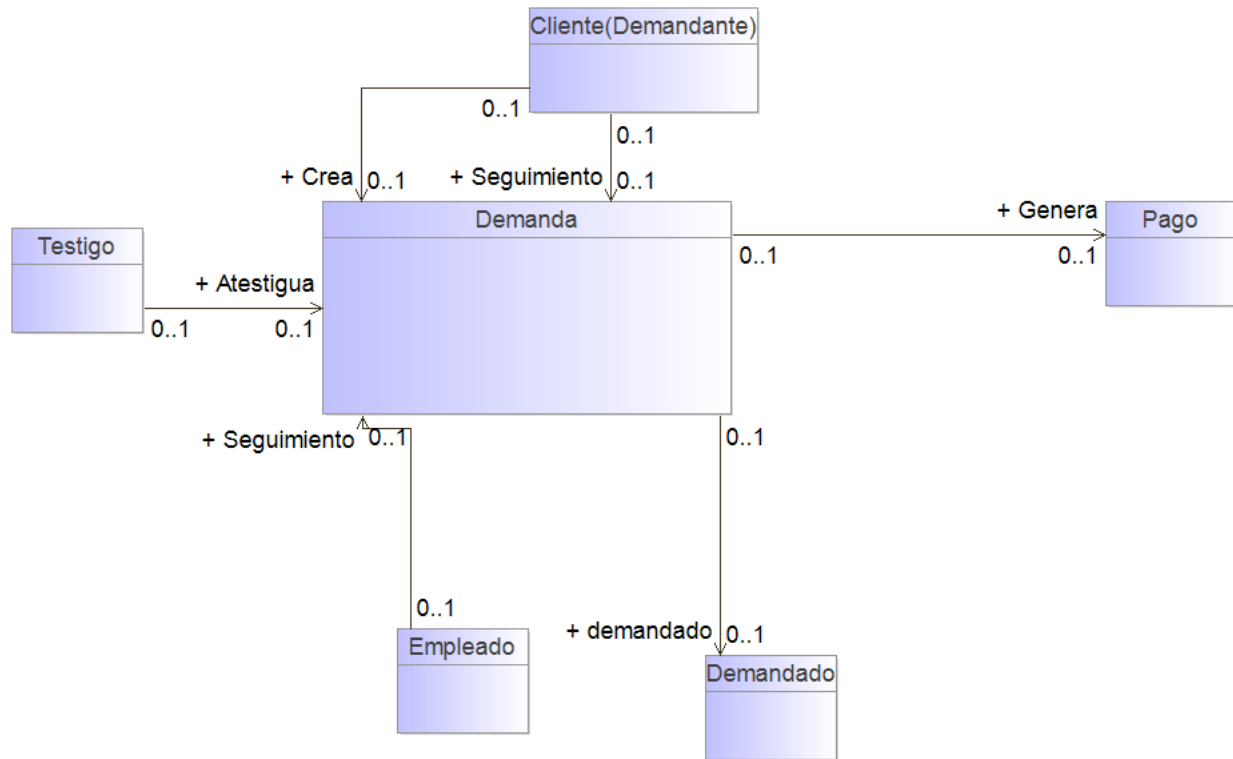 Cliente(Demandante)
0..1
0..1
+ Crea
0..1
+ Seguimiento
0..1
Demanda
+ Genera
0..1
0..1
Pago
Testigo
+ Atestigua
0..1
0..1
+ Seguimiento
0..1
0..1
0..1
Empleado
+ demandado
0..1
Demandado